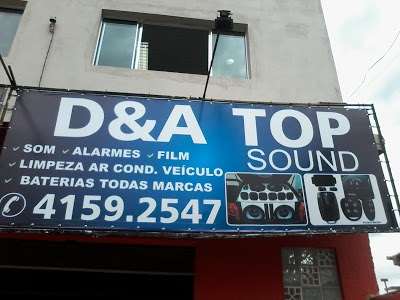 D&A TOP
SOUND
SOM ALARMES FILM
LIMPEZA AR COND. VEÍCULO
BATERIAS TODAS MARCAS
4159.2547